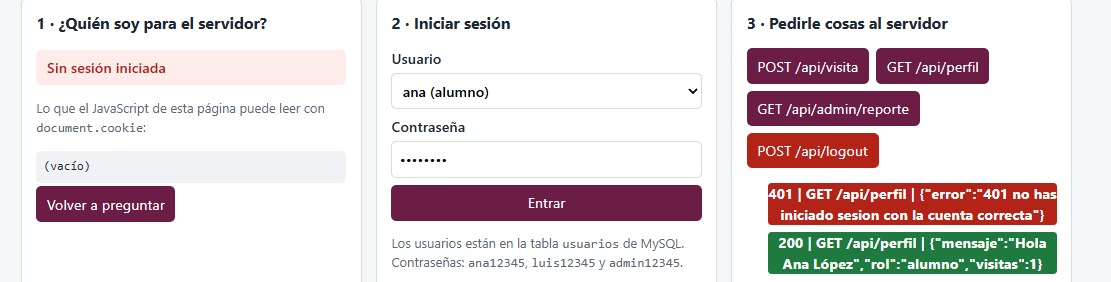 1 · ¿Quién soy para el servidor?
Sin sesión iniciada
Lo que el JavaScript de esta página puede leer con
document.cookie:
(vacío)
Volver a preguntar
2 · Iniciar sesión
Usuario
ana (alumno)
Contraseña
••••••••
Entrar
Los usuarios están en la tabla usuarios de MySQL.
Contraseñas: ana12345, luis12345 y admin12345.
3 · Pedirle cosas al servidor
POST /api/visita
GET /api/perfil
GET /api/admin/reporte
POST /api/logout
401 | GET /api/perfil | {"error":"401 no has
iniciado sesion con la cuenta correcta"}
200 | GET /api/perfil | {"mensaje":"Hola
Ana López","rol":"alumno","visitas":1}